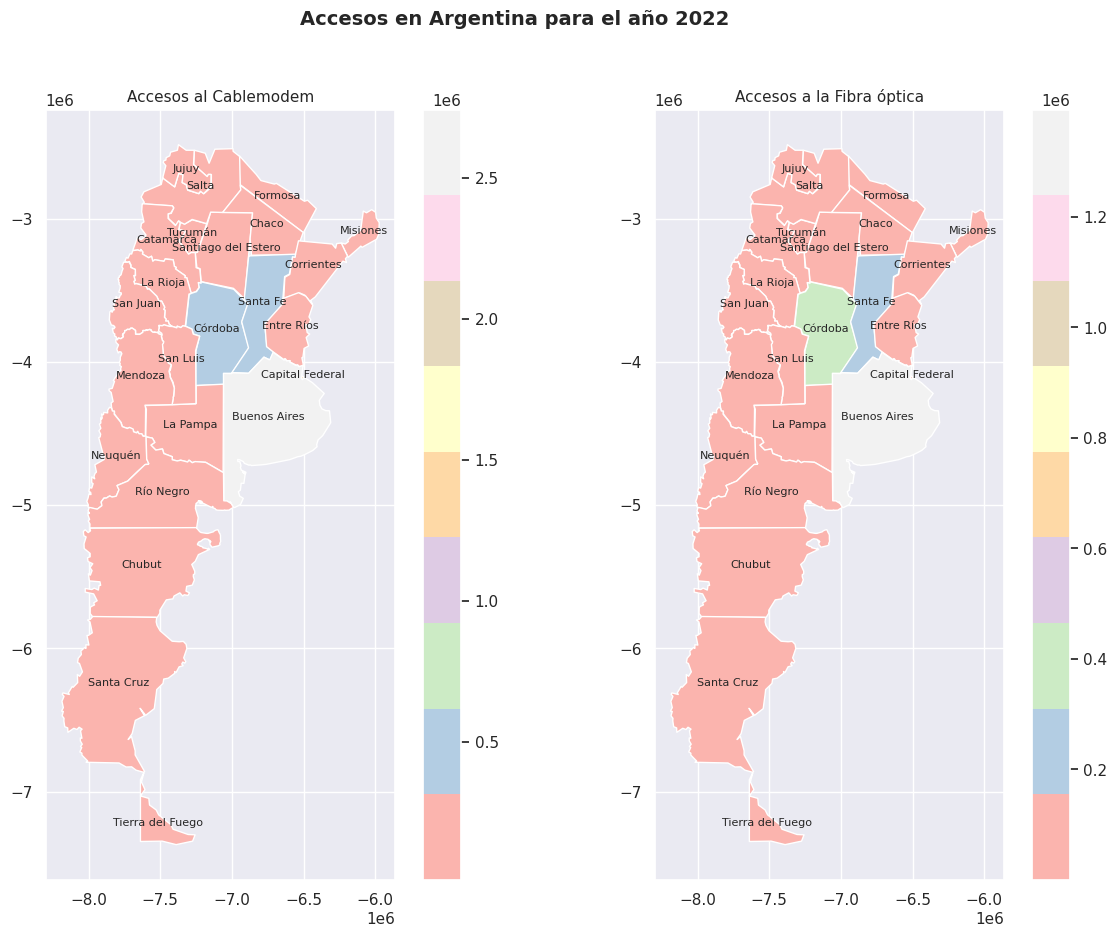 Accesos en Argentina para el año 2022
Accesos al Cablemodem
1e6
1e6
Jujuy
Salta
Formosa
Chaco
Misiones
Tucumán
Catamarca
Santiago del Estero
Corrientes
La Rioja
San Juan
Santa Fe
Córdoba
Entre Ríos
San Luis
Mendoza
Capital Federal
Buenos Aires
La Pampa
Neuquén
Río Negro
Chubut
Santa Cruz
Tierra del Fuego
−3
−4
−5
−6
−7
−8.0 −7.5 −7.0 −6.5 −6.0
1e6
2.5
2.0
1.5
1.0
0.5
Accesos a la Fibra óptica
1e6
1e6
Jujuy
Salta
Formosa
Chaco
Misiones
Tucumán
Catamarca
Santiago del Estero
Corrientes
La Rioja
San Juan
Santa Fe
Córdoba
Entre Ríos
San Luis
Mendoza
Capital Federal
Buenos Aires
La Pampa
Neuquén
Río Negro
Chubut
Santa Cruz
Tierra del Fuego
−3
−4
−5
−6
−7
−8.0 −7.5 −7.0 −6.5 −6.0
1e6
1.2
1.0
0.8
0.6
0.4
0.2